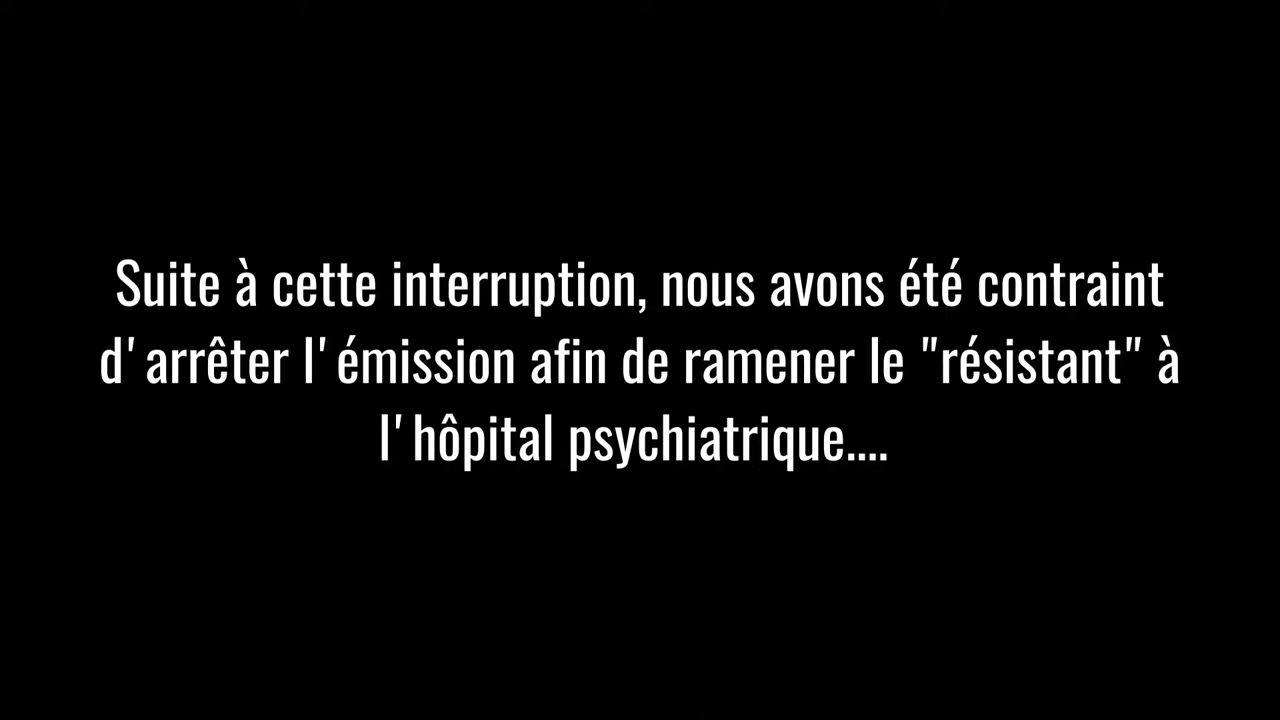 Suite à cette interruption, nous avons été contraint
d'arrêter l'émission afin de ramener le "résistant" à
l'hôpital psychiatrique....